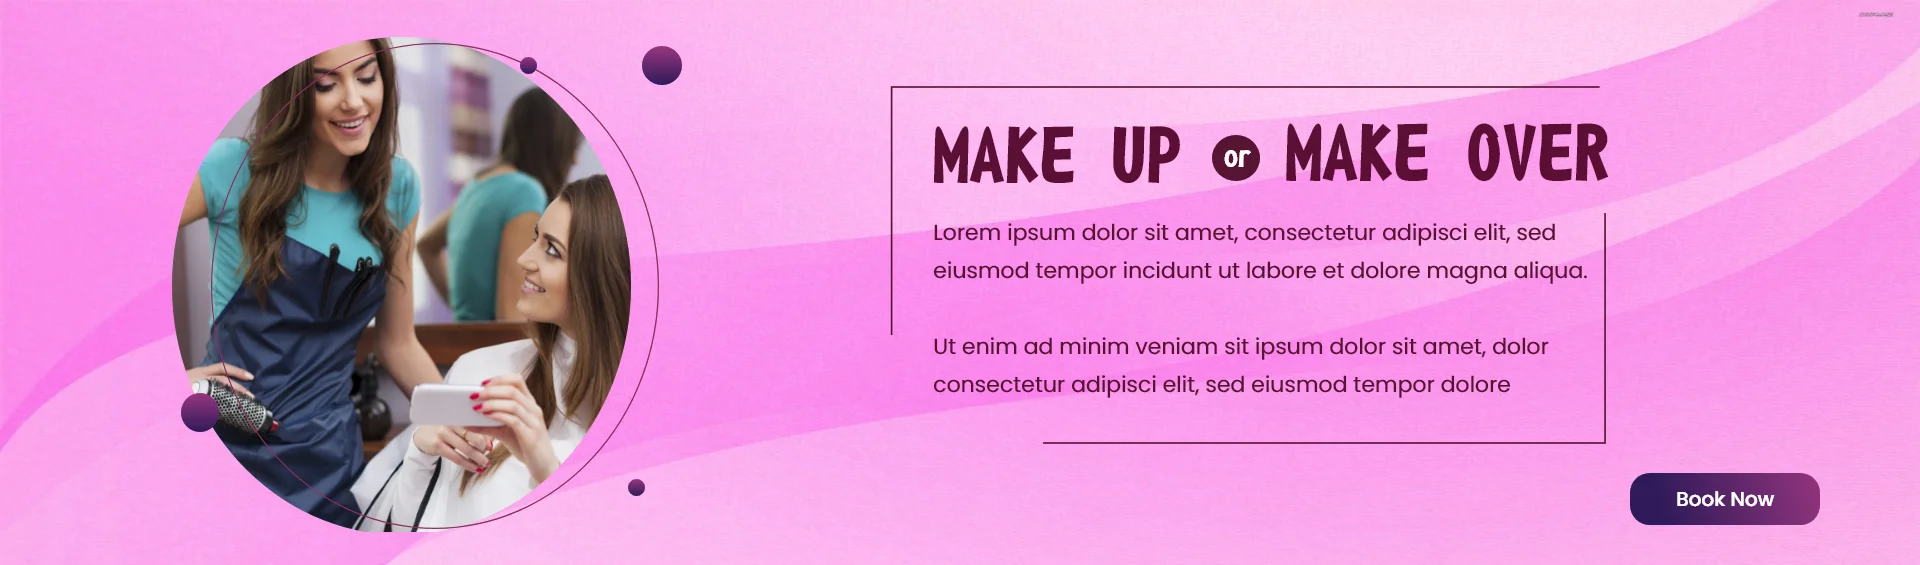 MAKE UP or MAKE OVER
Lorem ipsum dolor sit amet, consectetur adipisci elit, sed
eiusmod tempor incidunt ut labore et dolore magna aliqua.
Ut enim ad minim veniam sit ipsum dolor sit amet, dolor
consectetur adipisci elit, sed eiusmod tempor dolore
Book Now